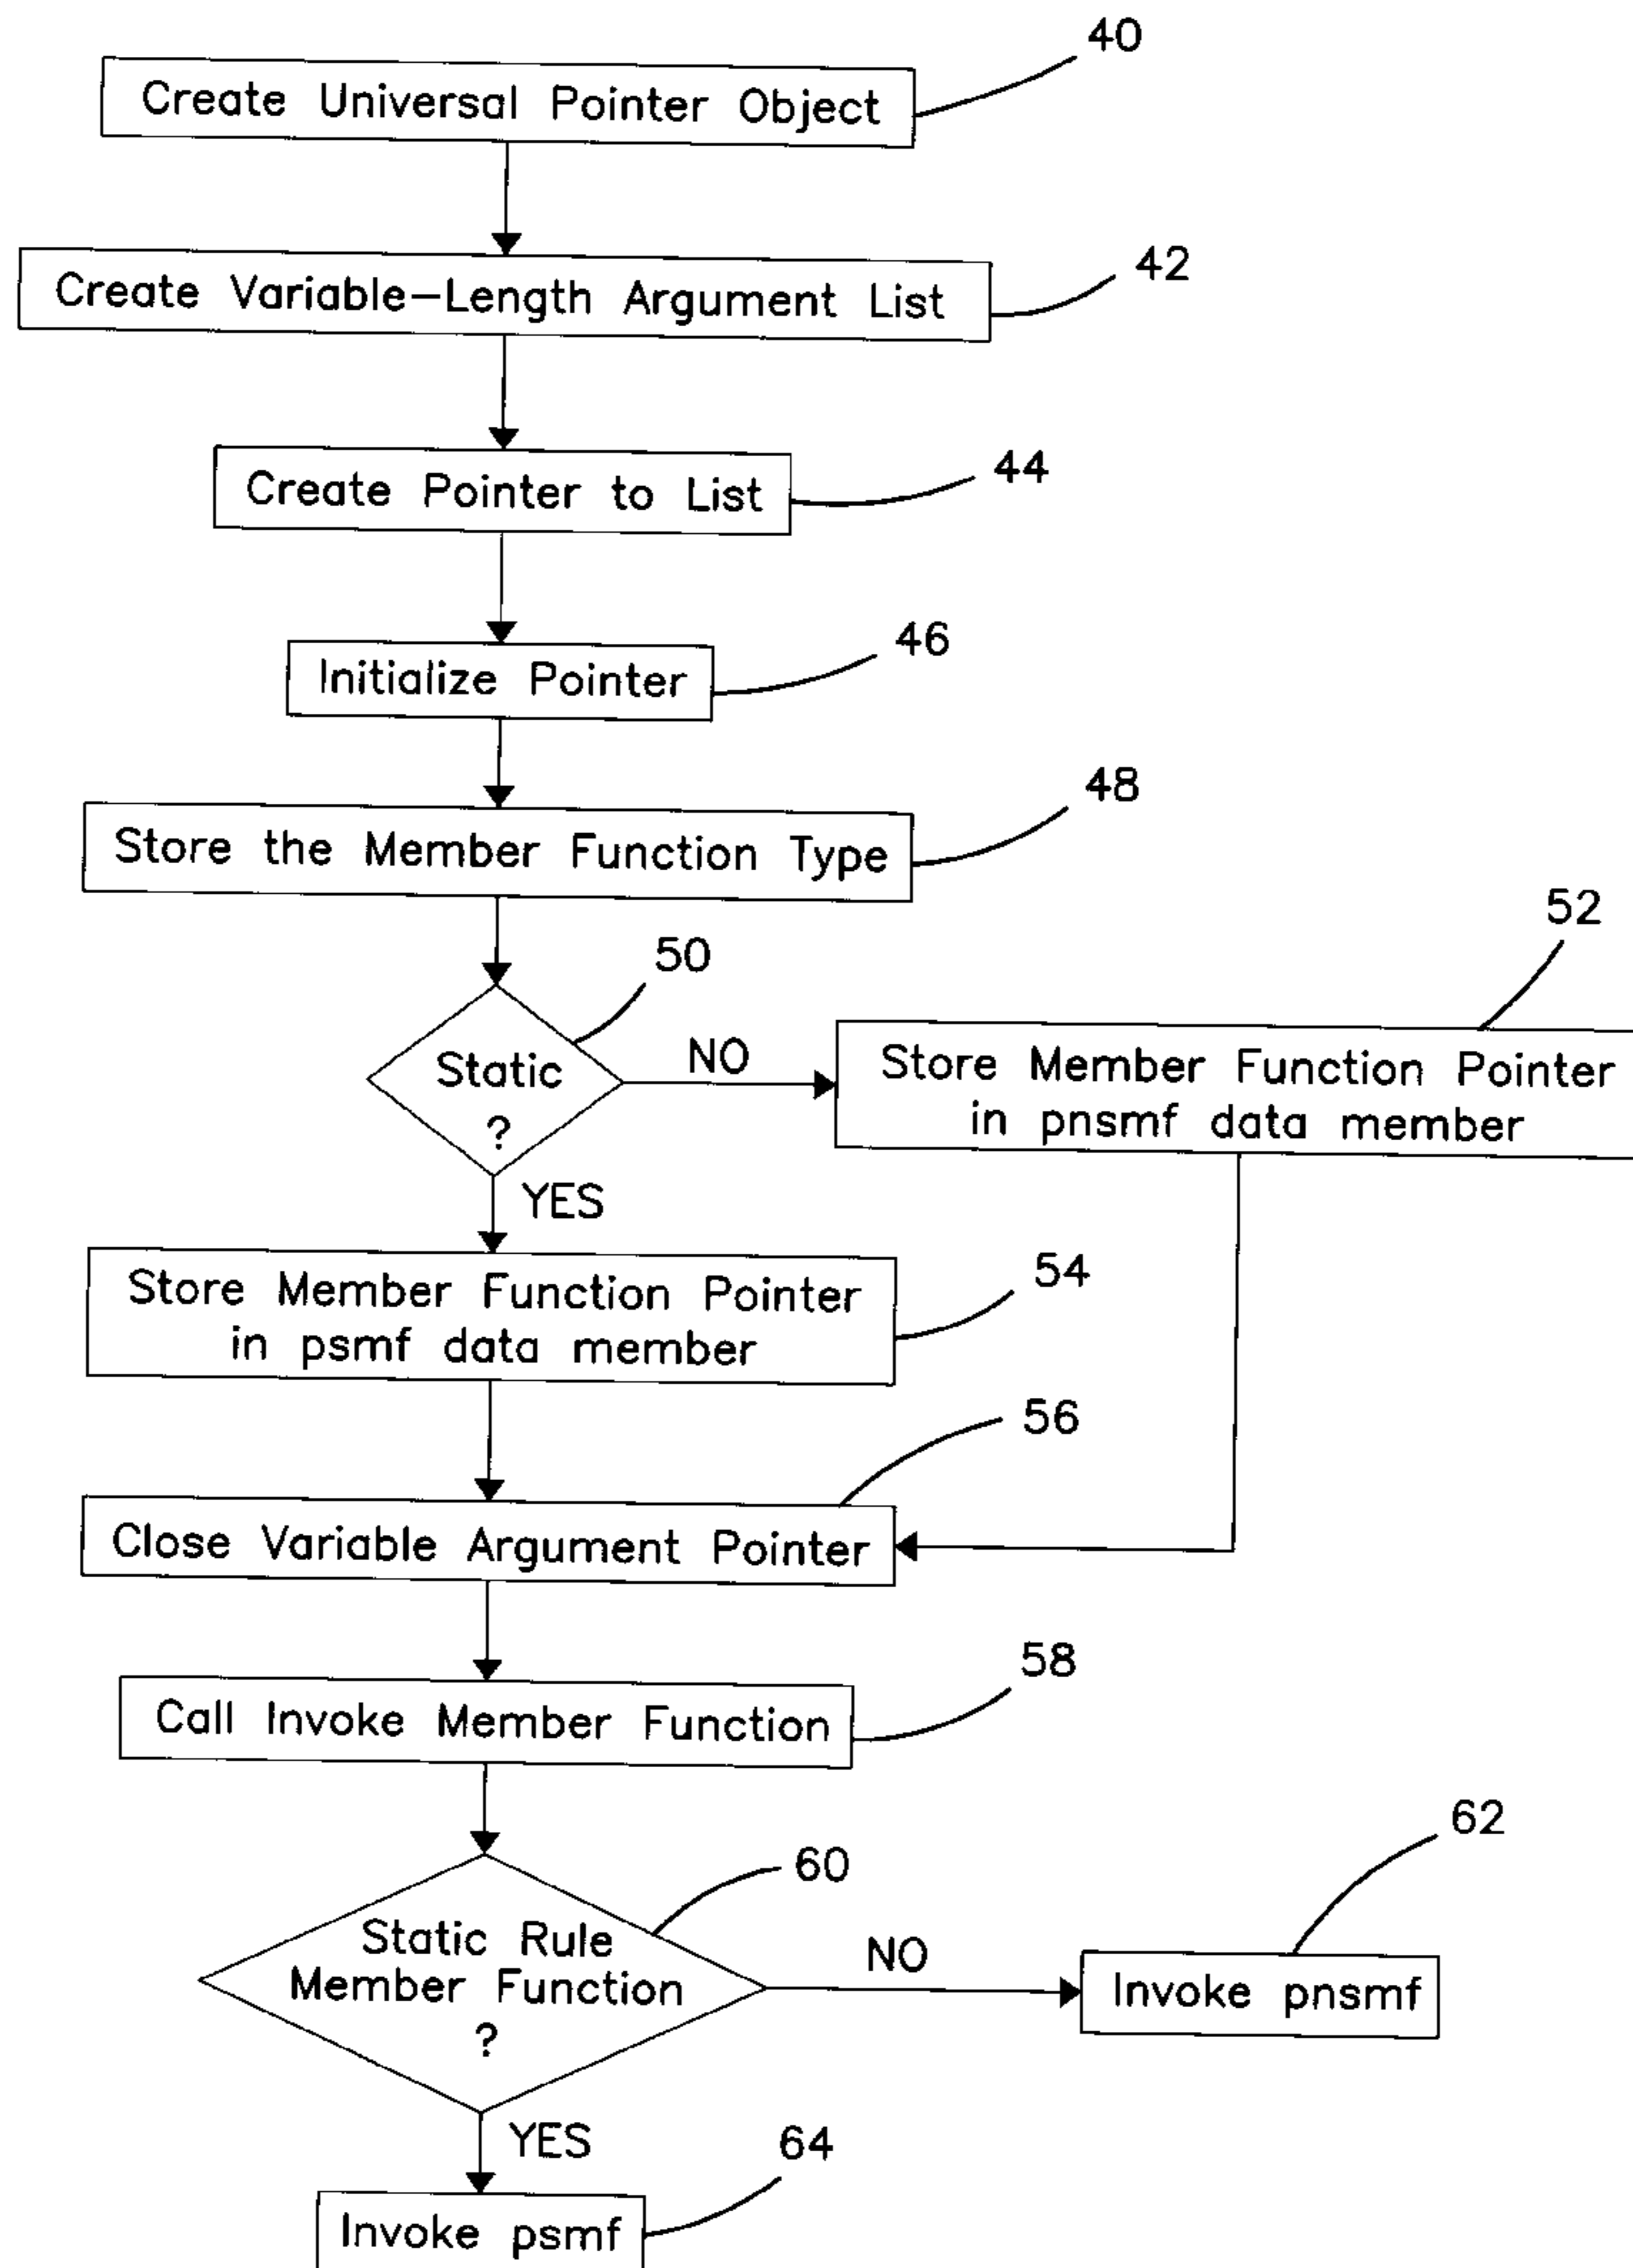 40
Create Universal Pointer Object
42
Create Variable-Length Argument List
44
Create Pointer to List
46
Initialize Pointer
48
Store the Member Function Type
52
50
Static
?
NO
Store Member Function Pointer
in pnsmf data member
YES
54
Store Member Function Pointer
in psmf data member
56
Close Variable Argument Pointer
58
Call Invoke Member Function
62
60
Static Rule
Member Function
?
NO
Invoke pnsmf
YES
64
Invoke psmf